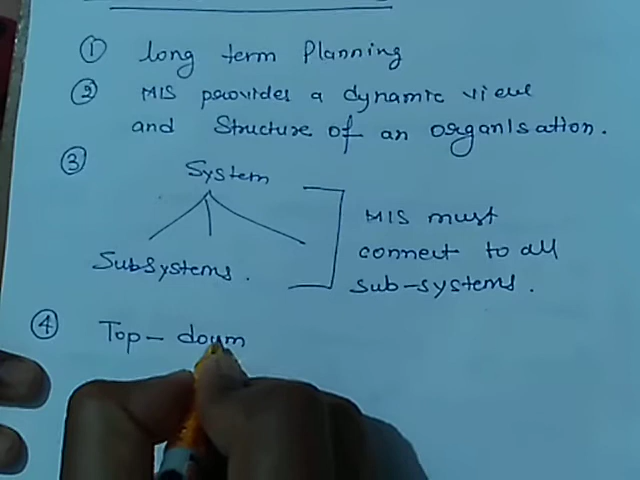 ① Long term Planning
② MIS provides a dynamic view
and Structure of an organisation.
③ System
Subsystems.
MIS must
connect to all
sub-systems.
④ Top-down